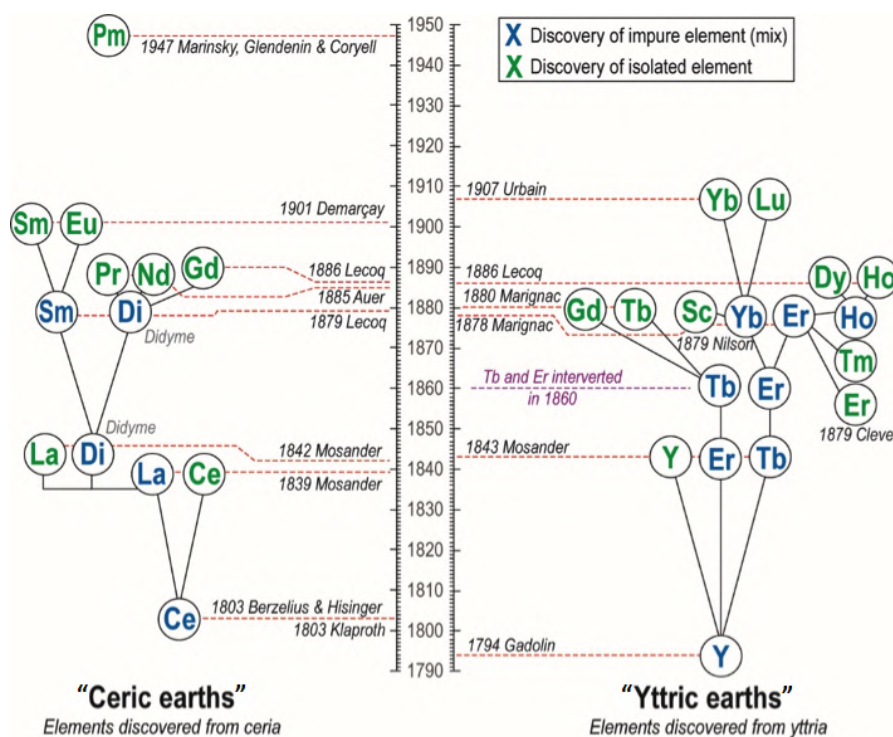 X Discovery of impure element (mix)
X Discovery of isolated element
Pm
1947 Marinsky, Glendenin & Coryell
1901 Demarçay
Sm Eu
Pr Nd Gd
1886 Lecoq
1885 Auer
1879 Lecoq
Sm Di
Didyme
Didyme
La Di
La Ce
1842 Mosander
1839 Mosander
1803 Berzelius & Hisinger
1803 Klaproth
Ce
1950
1940
1930
1920
1910
1900
1890
1880
1870
1860
1850
1840
1830
1820
1810
1800
1790
1907 Urbain
Yb Lu
1886 Lecoq
Dy Ho
1880 Marignac
1878 Marignac
Gd Tb Sc Yb Er Ho
1879 Nilson
Tm
Er
1879 Cleve
Tb and Er interverted
in 1860
Tb Er
1843 Mosander
Y Er Tb
1794 Gadolin
Y
"Ceric earths"
Elements discovered from ceria
"Yttric earths"
Elements discovered from yttria